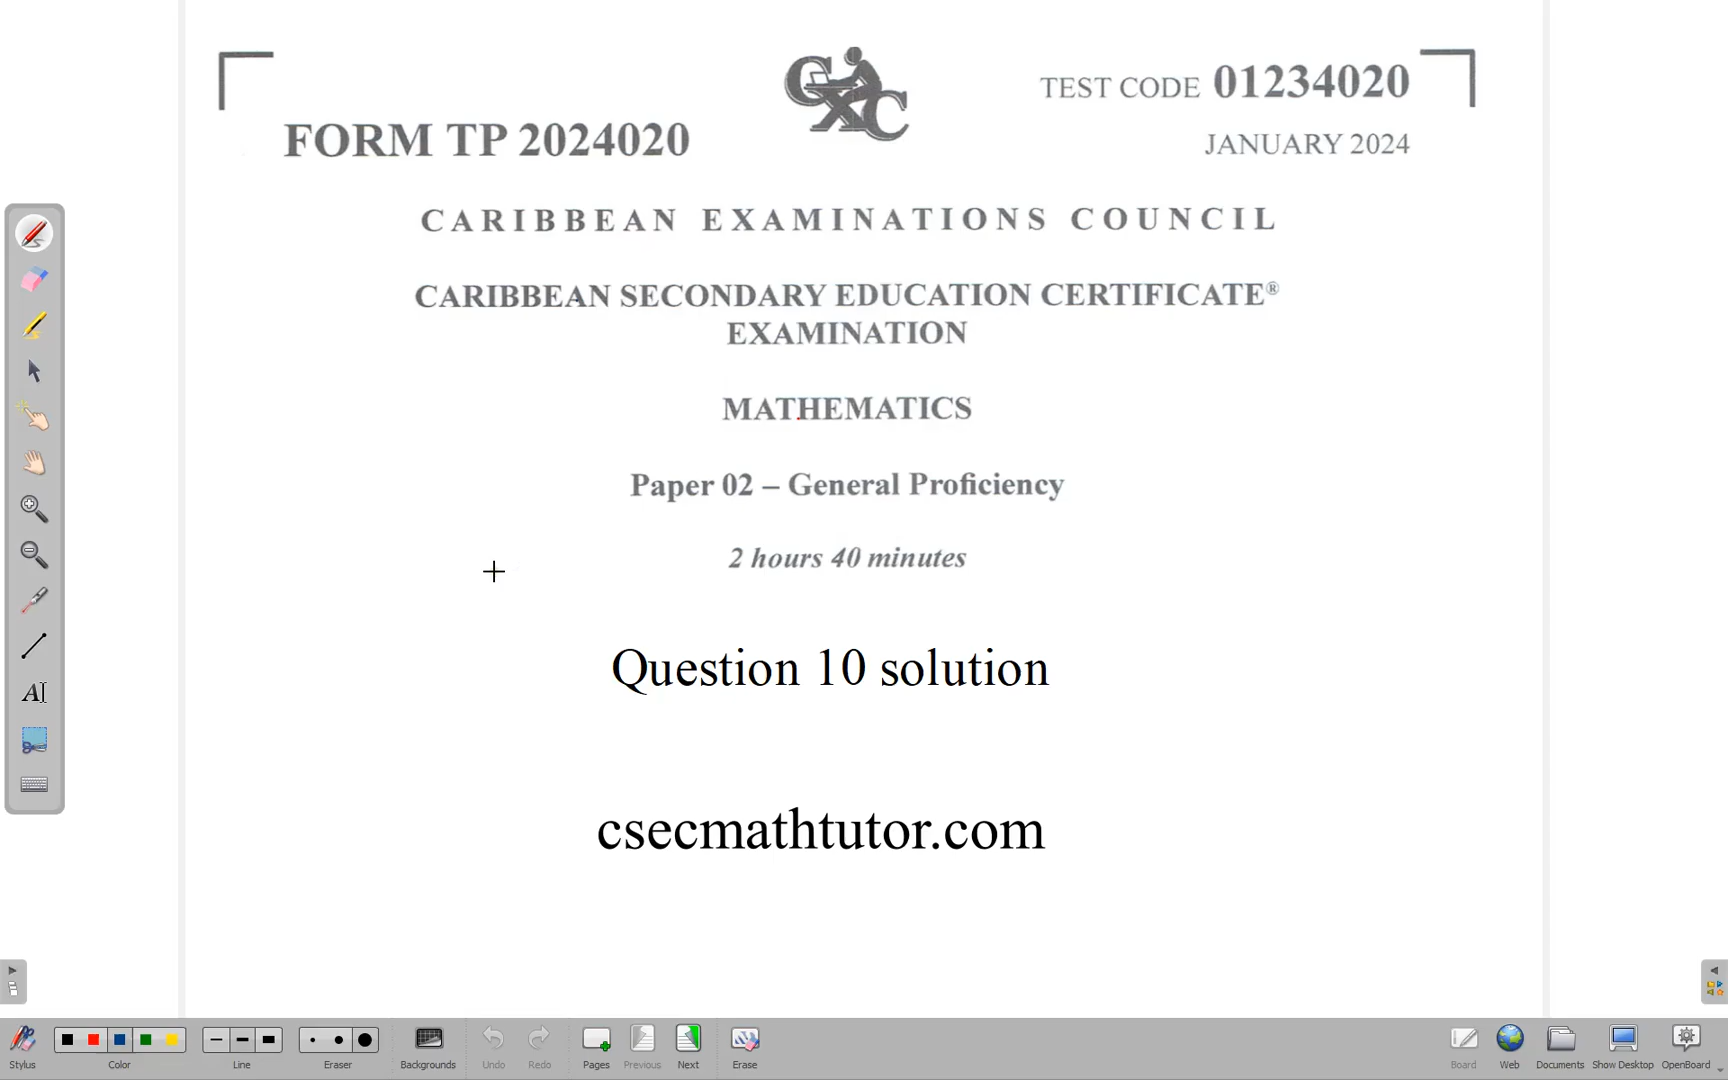 TEST CODE 01234020
FORM TP 2024020
JANUARY 2024
CXC
CARIBBEAN EXAMINATIONS COUNCIL
CARIBBEAN SECONDARY EDUCATION CERTIFICATE®
EXAMINATION
MATHEMATICS
Paper 02 – General Proficiency
2 hours 40 minutes
Question 10 solution
csecmathtutor.com
Stylus
Color
Line
Eraser
Backgrounds
Undo
Redo
Pages
Previous
Next
Erase
Board
Web
Documents
Show Desktop
OpenBoard